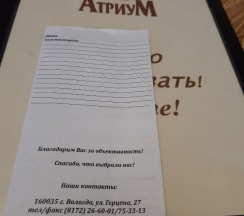 АТРИУМ
о
вать!
е!
Благодарим Вас за объективность!
Спасибо, что выбрали нас!
Наши контакты:
160035 г. Вологда, ул. Герцена, 27
тел/факс (8172) 26-60-01/75-33-13